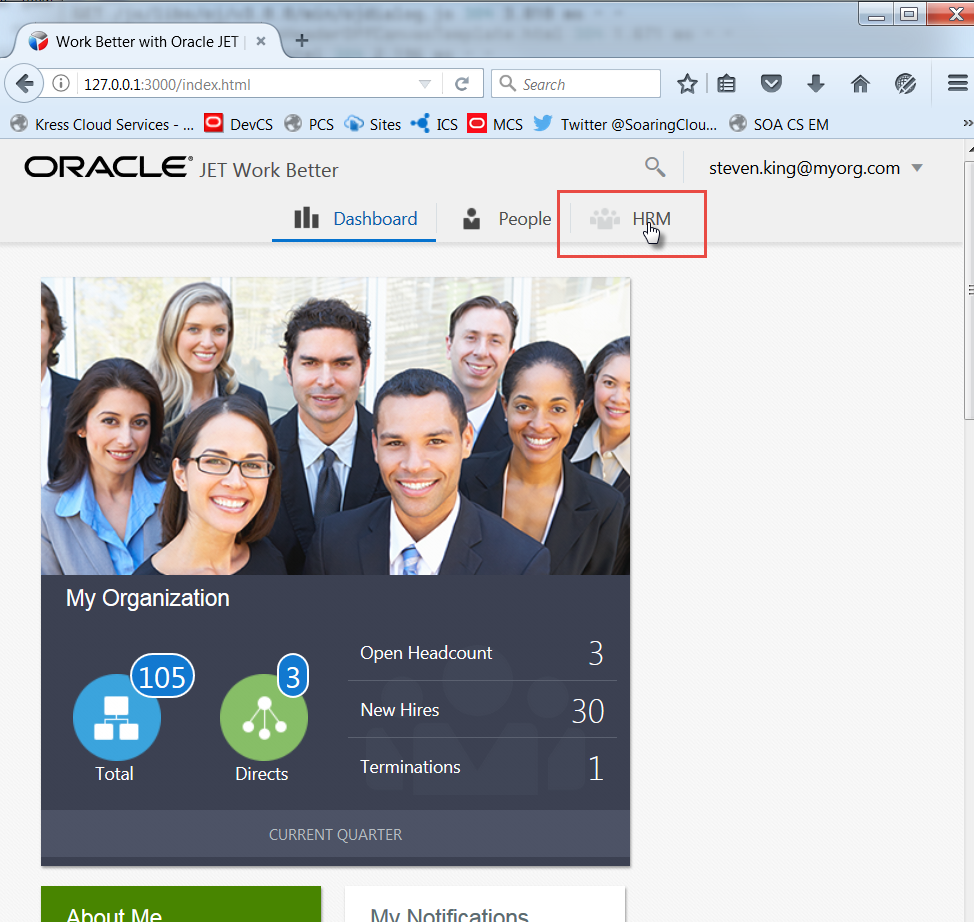 Work Better with Oracle JET |
127.0.0.1:3000/index.html
Search
Kress Cloud Services - ... DevCS PCS Sites ICS MCS Twitter @SoaringClou... SOA CS EM
ORACLE® JET Work Better
steven.king@myorg.com
Dashboard People HRM
My Organization
105
3
Total
Directs
Open Headcount 3
New Hires 30
Terminations 1
CURRENT QUARTER
About Me
My Notifications